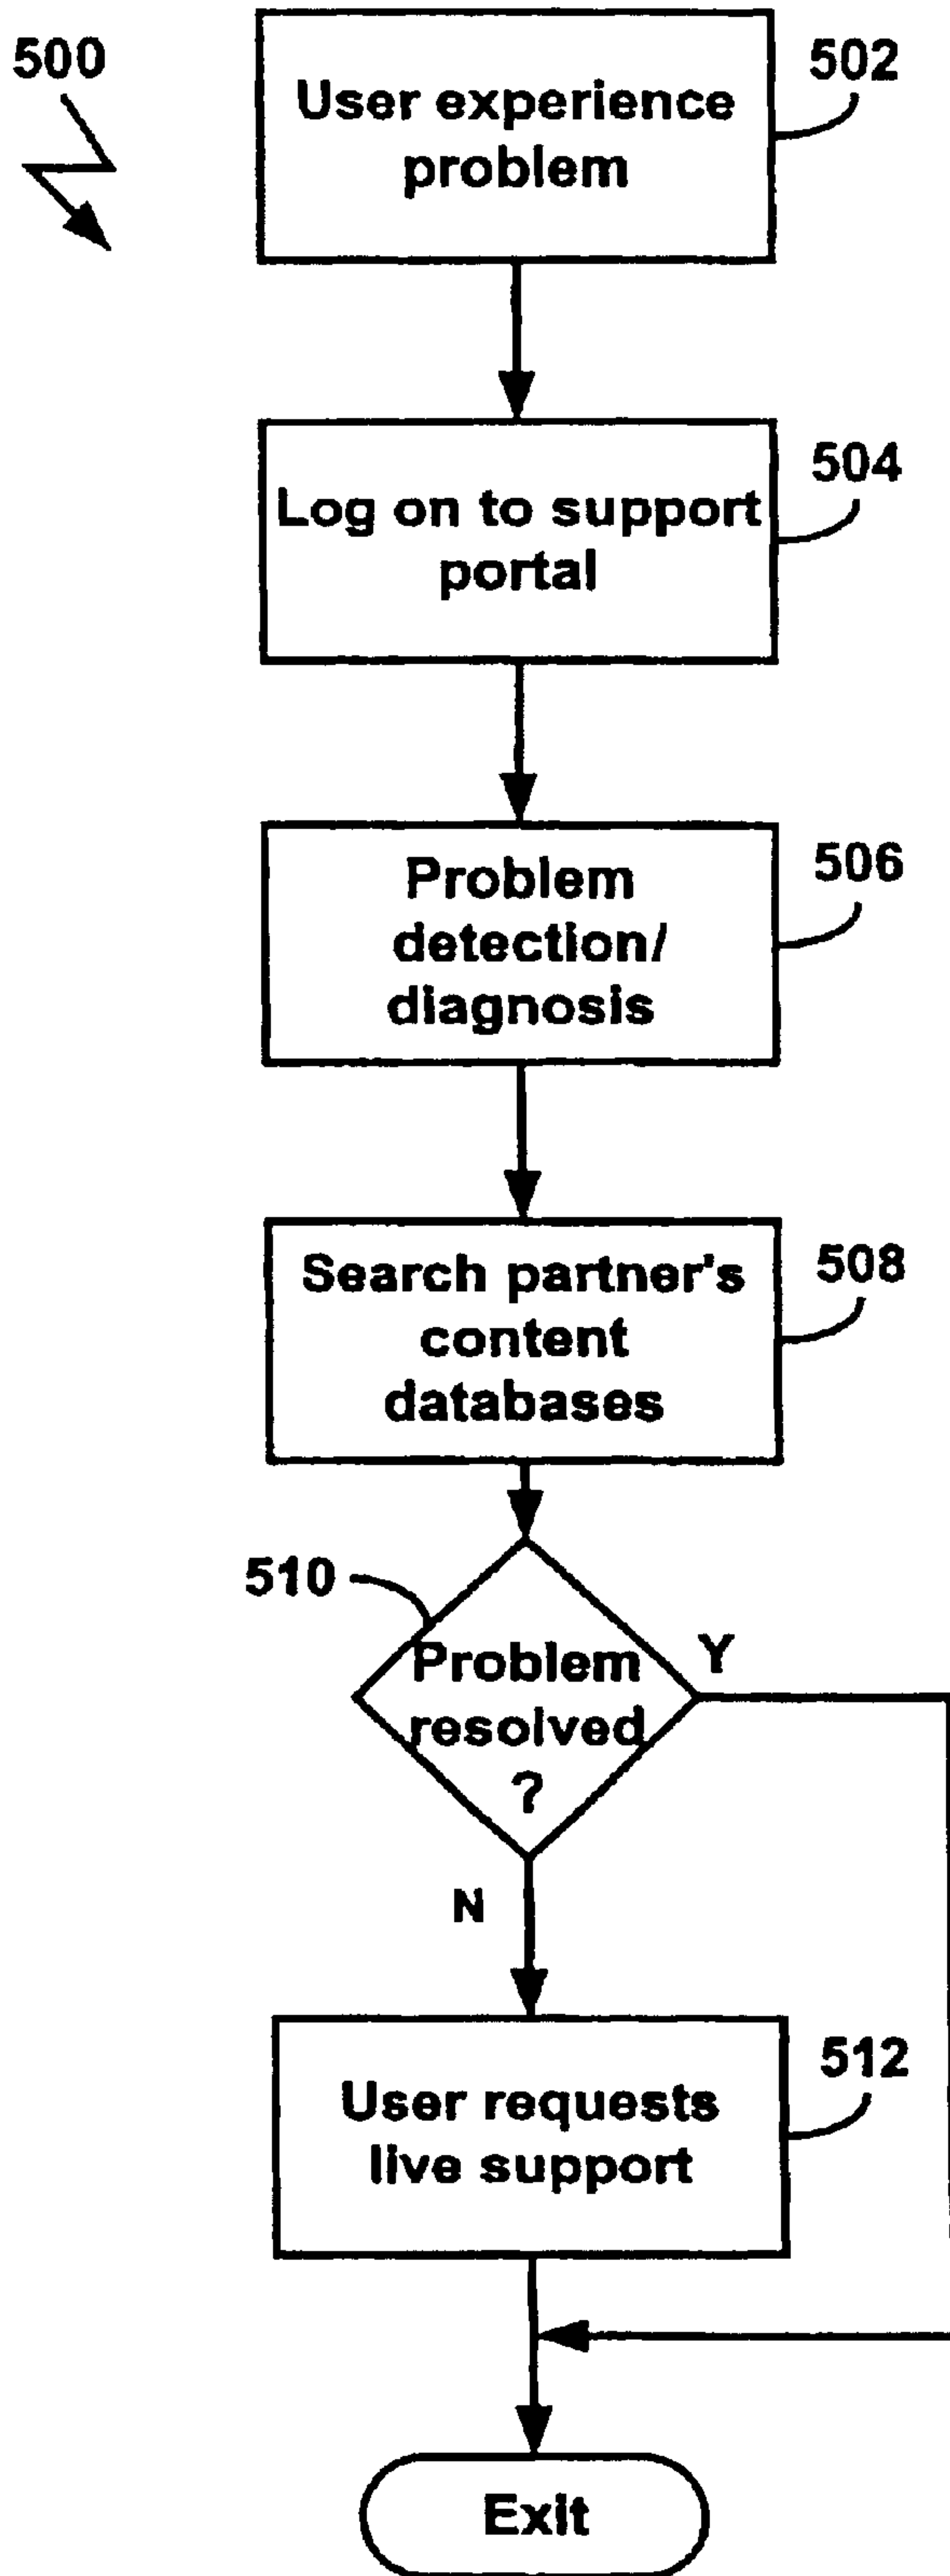 500
502
User experience
problem
504
Log on to support
portal
506
Problem
detection/
diagnosis
508
Search partner's
content
databases
510
Problem
resolved
?
Y
N
512
User requests
live support
Exit